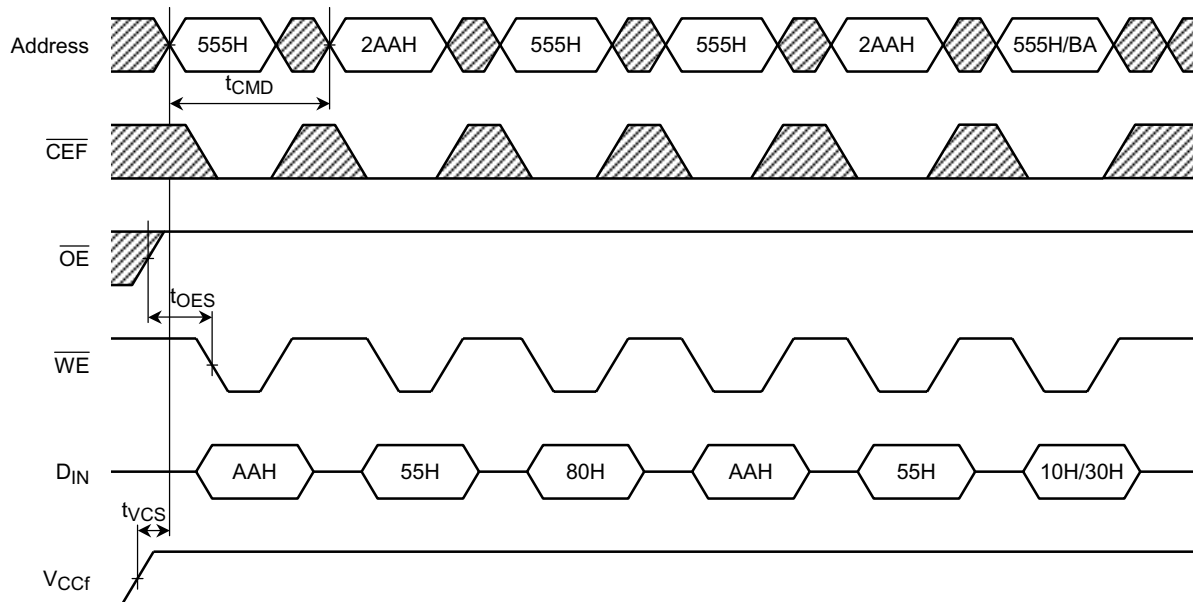 Address 555H 2AAH 555H 555H 2AAH 555H/BA
tCMD
CEF
OE
tOES
WE
DIN AAH 55H 80H AAH 55H 10H/30H
tVCS
VCCf